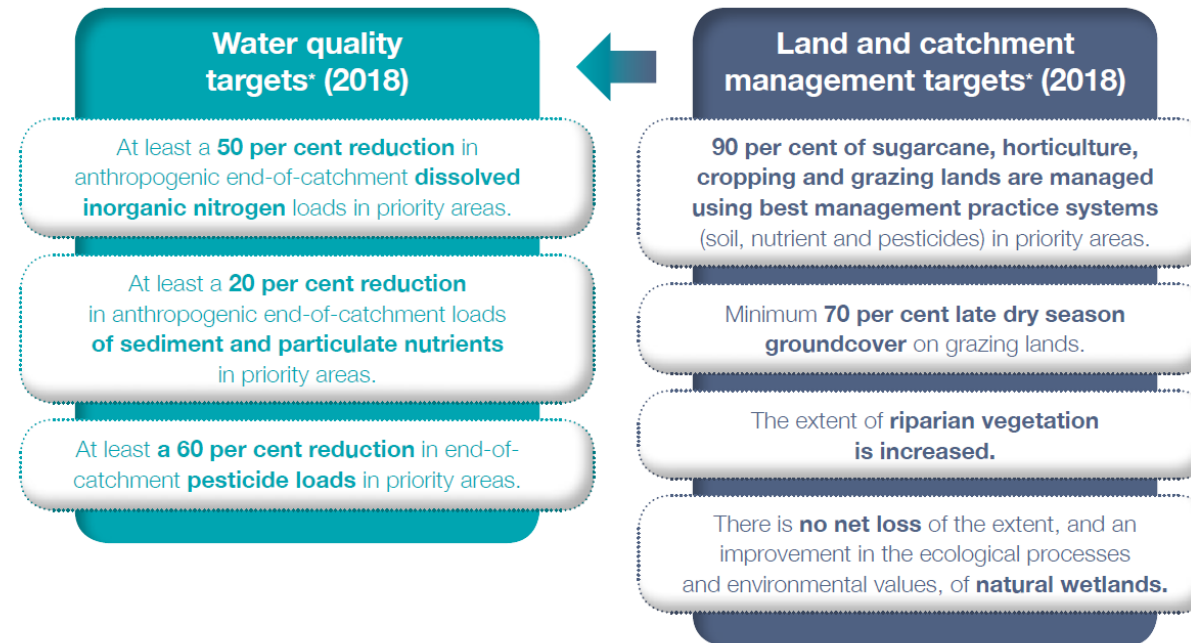 Water quality
targets* (2018)
At least a 50 per cent reduction in
anthropogenic end-of-catchment dissolved
inorganic nitrogen loads in priority areas.
At least a 20 per cent reduction
in anthropogenic end-of-catchment loads
of sediment and particulate nutrients
in priority areas.
At least a 60 per cent reduction in end-of-
catchment pesticide loads in priority areas.
Land and catchment
management targets* (2018)
90 per cent of sugarcane, horticulture,
cropping and grazing lands are managed
using best management practice systems
(soil, nutrient and pesticides) in priority areas.
Minimum 70 per cent late dry season
groundcover on grazing lands.
The extent of riparian vegetation
is increased.
There is no net loss of the extent, and an
improvement in the ecological processes
and environmental values, of natural wetlands.